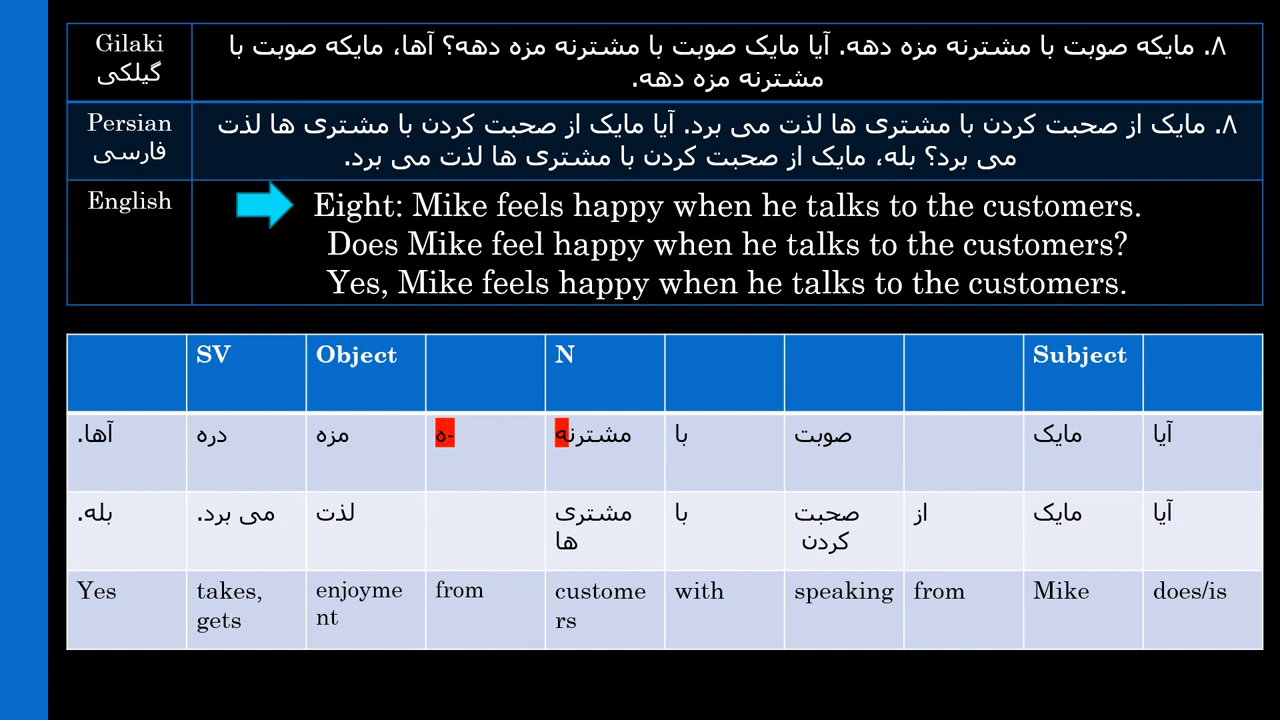 Gilaki
گیلکی
۸. مایکه صوبت با مشترنه مزه دهه. آیا مایک صوبت با مشترنه مزه دهه؟ آها، مایکه صوبت با
مشترنه مزه دهه.
Persian
فارسی
۸. مایک از صحبت کردن با مشتری ها لذت می برد. آیا مایک از صحبت کردن با مشتری ها لذت
می برد؟ بله، مایک از صحبت کردن با مشتری ها لذت می برد.
English
Eight: Mike feels happy when he talks to the customers.
Does Mike feel happy when he talks to the customers?
Yes, Mike feels happy when he talks to the customers.
SV Object N Subject
آیا مایک صوبت با مشترنه -ه مزه دره آها.
آیا مایک از صحبت با مشتری لذت می برد. بله.
کردن ها
Yes takes, enjoyme from custome with speaking from Mike does/is
gets nt rs